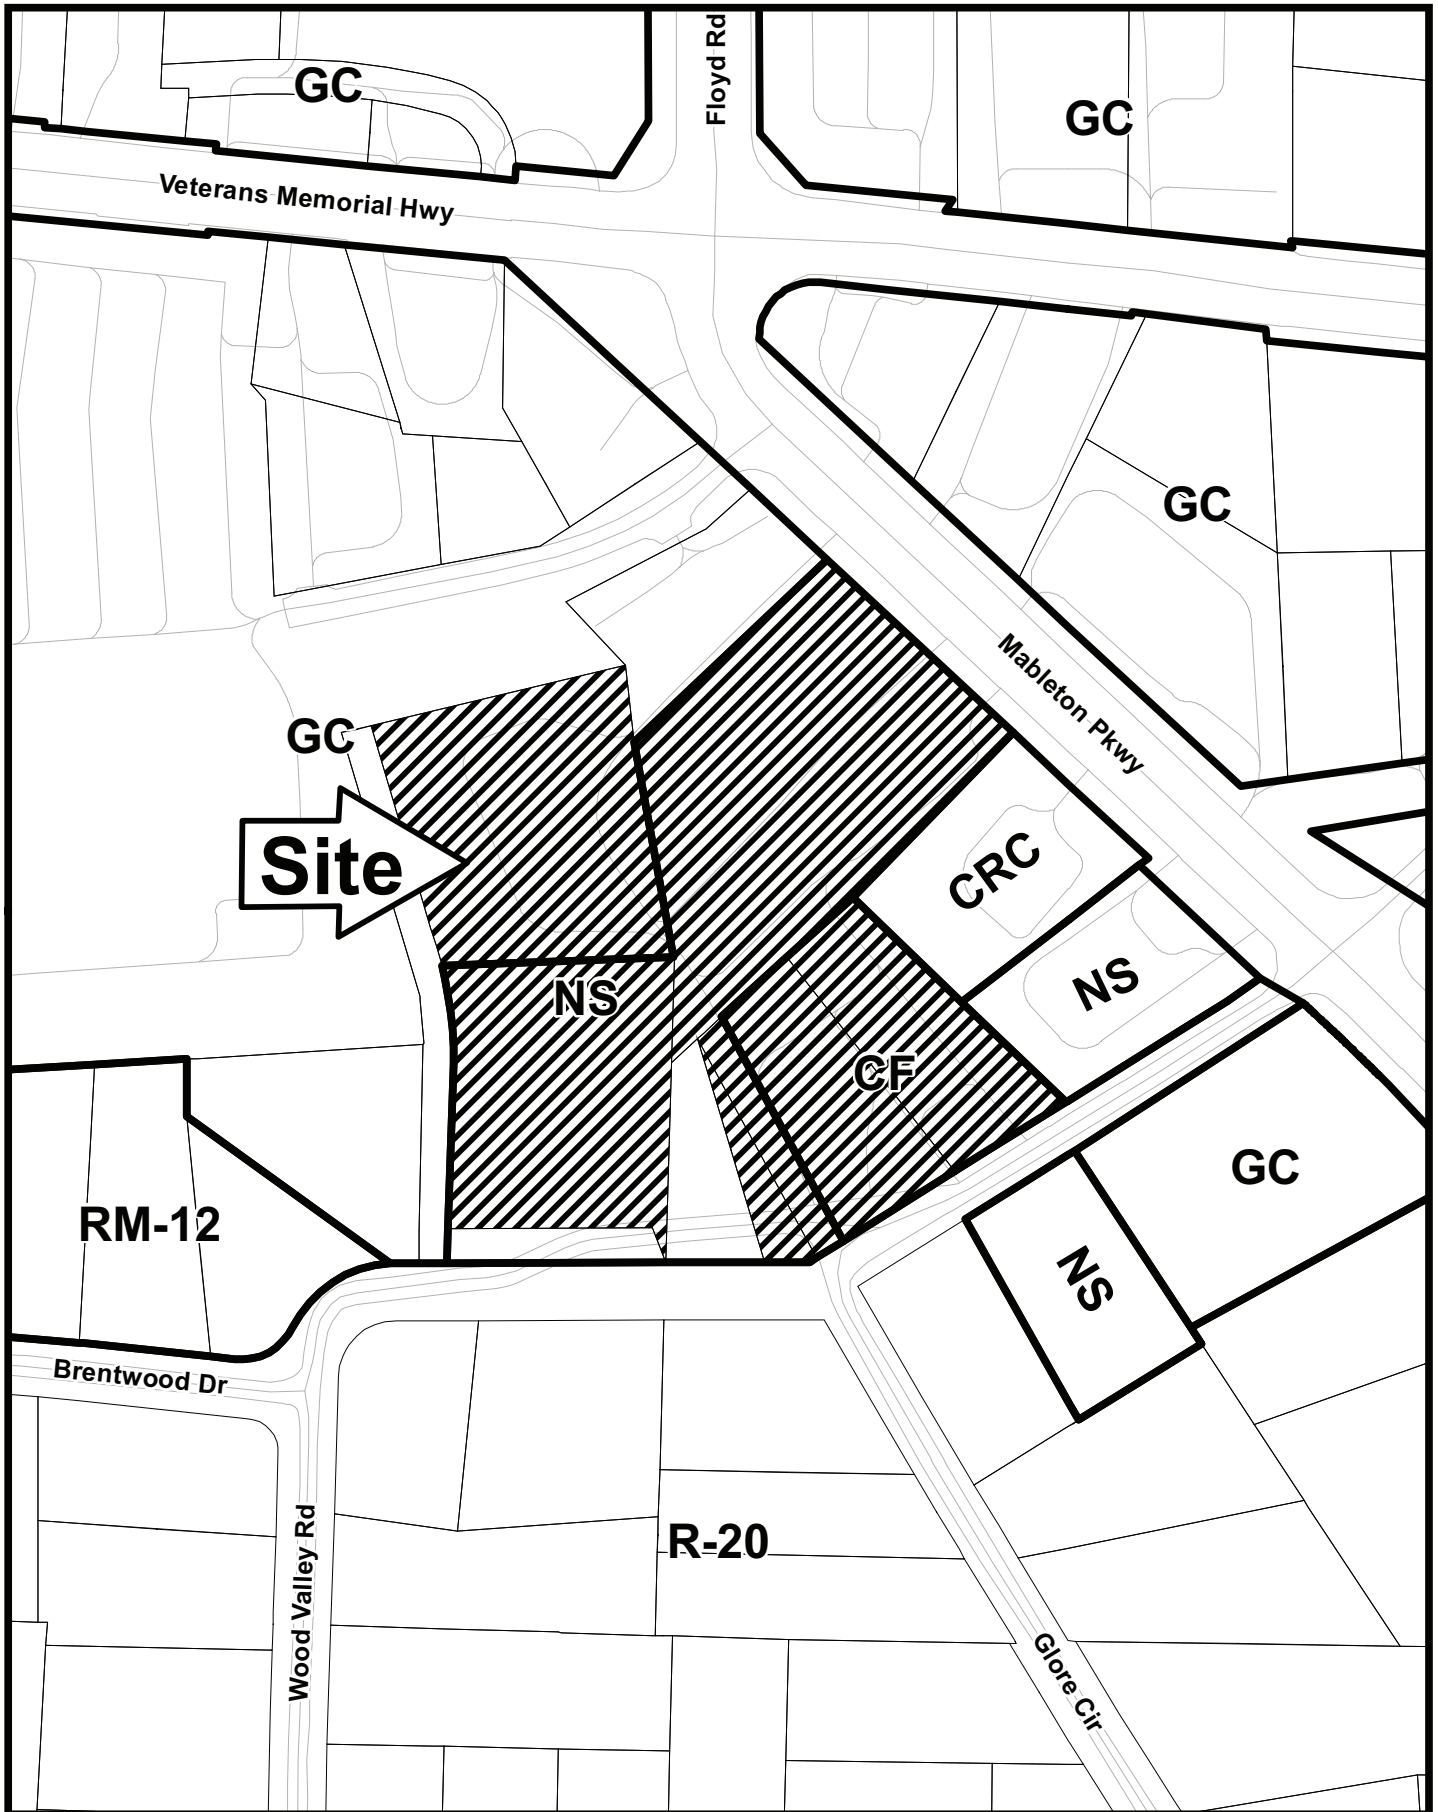 Floyd Rd
GC
GC
Veterans Memorial Hwy
GC
Mableton Pkwy
GC
Site
CRC
NS
NS
CF
GC
RM-12
NS
Brentwood Dr
R-20
Wood Valley Rd
Glore Cir